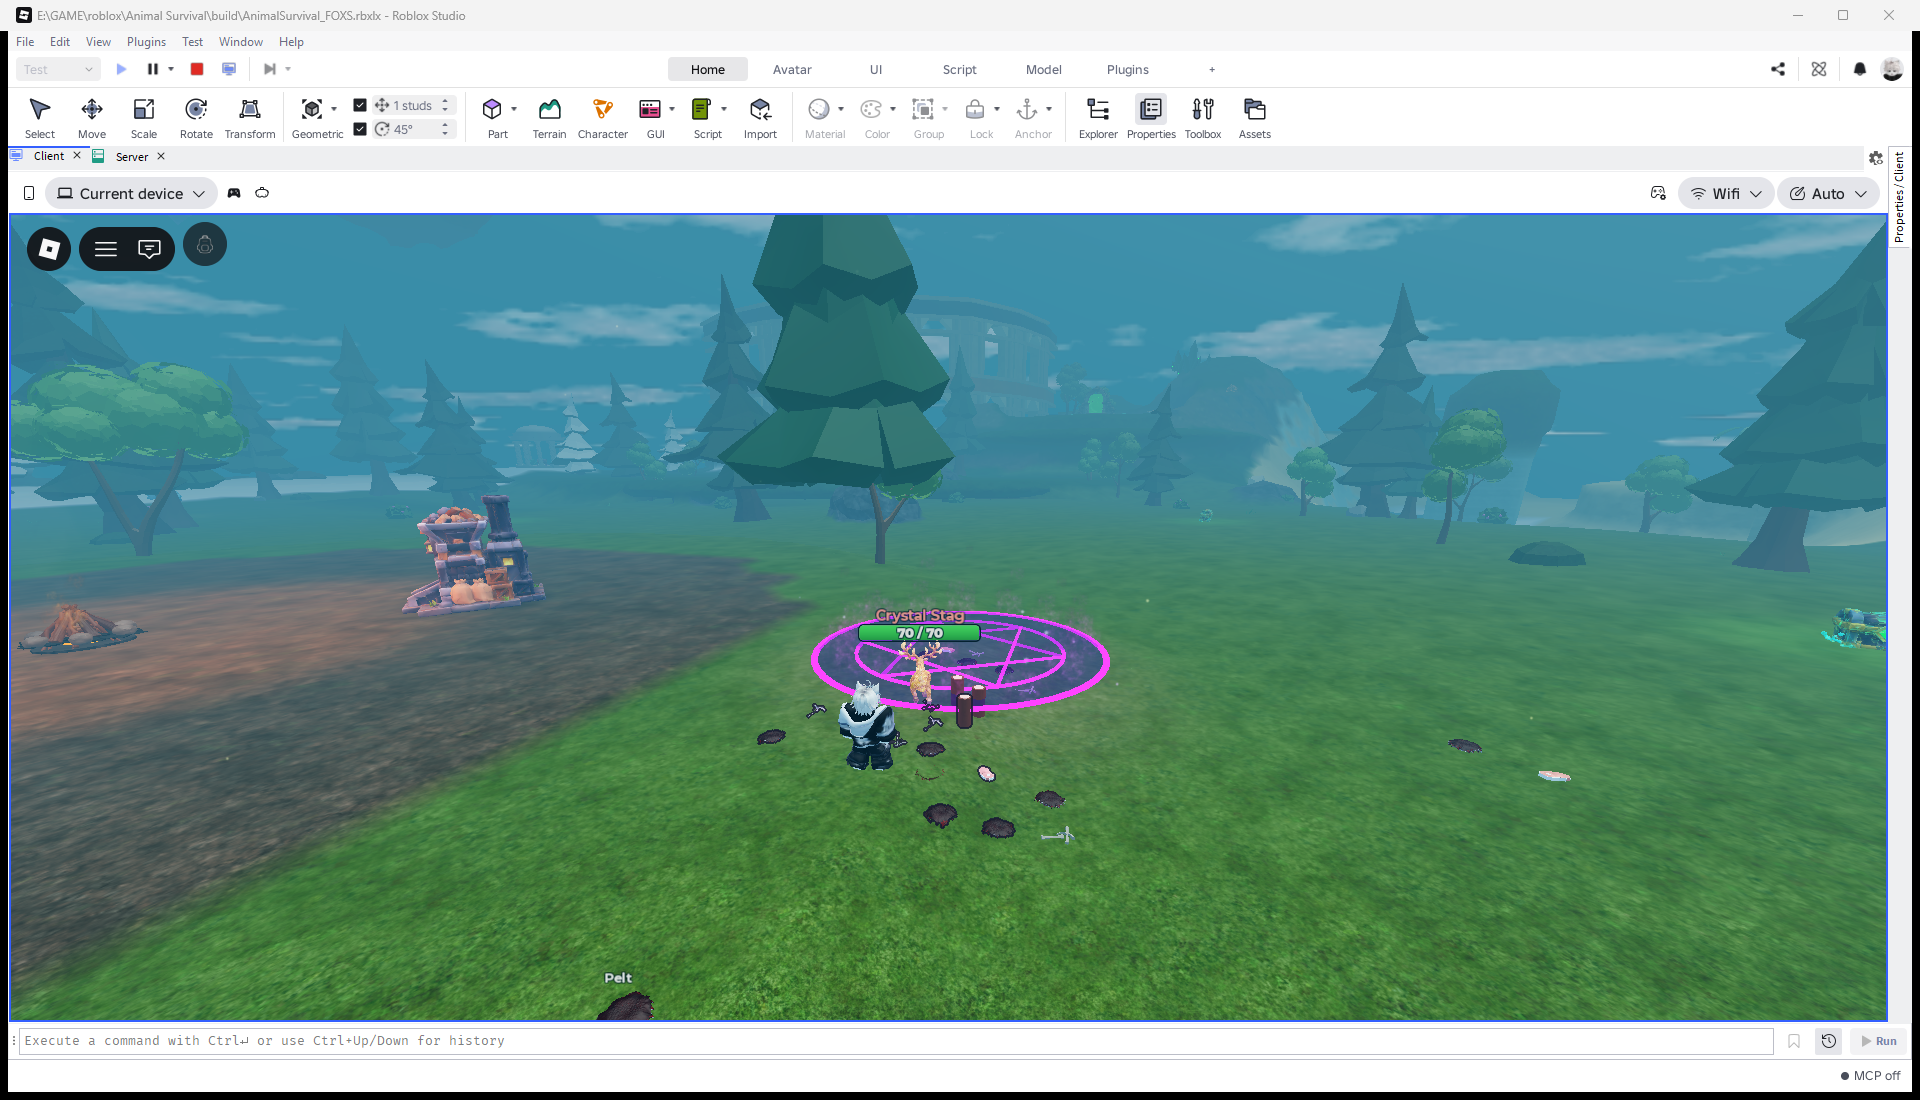 E:\GAME\roblox\Animal Survival\build\AnimalSurvival_FOXS.rbxlx - Roblox Studio
File Edit View Plugins Test Window Help
Test Home Avatar UI Script Model Plugins +
1 studs
45°
Select Move Scale Rotate Transform Geometric Part Terrain Character GUI Script Import Material Color Group Lock Anchor Explorer Properties Toolbox Assets
Client Server
Properties / Client
Current device Wifi Auto
Crystal Stag
70 / 70
Pelt
Execute a command with Ctrl↵ or use Ctrl+Up/Down for history
Run
MCP off